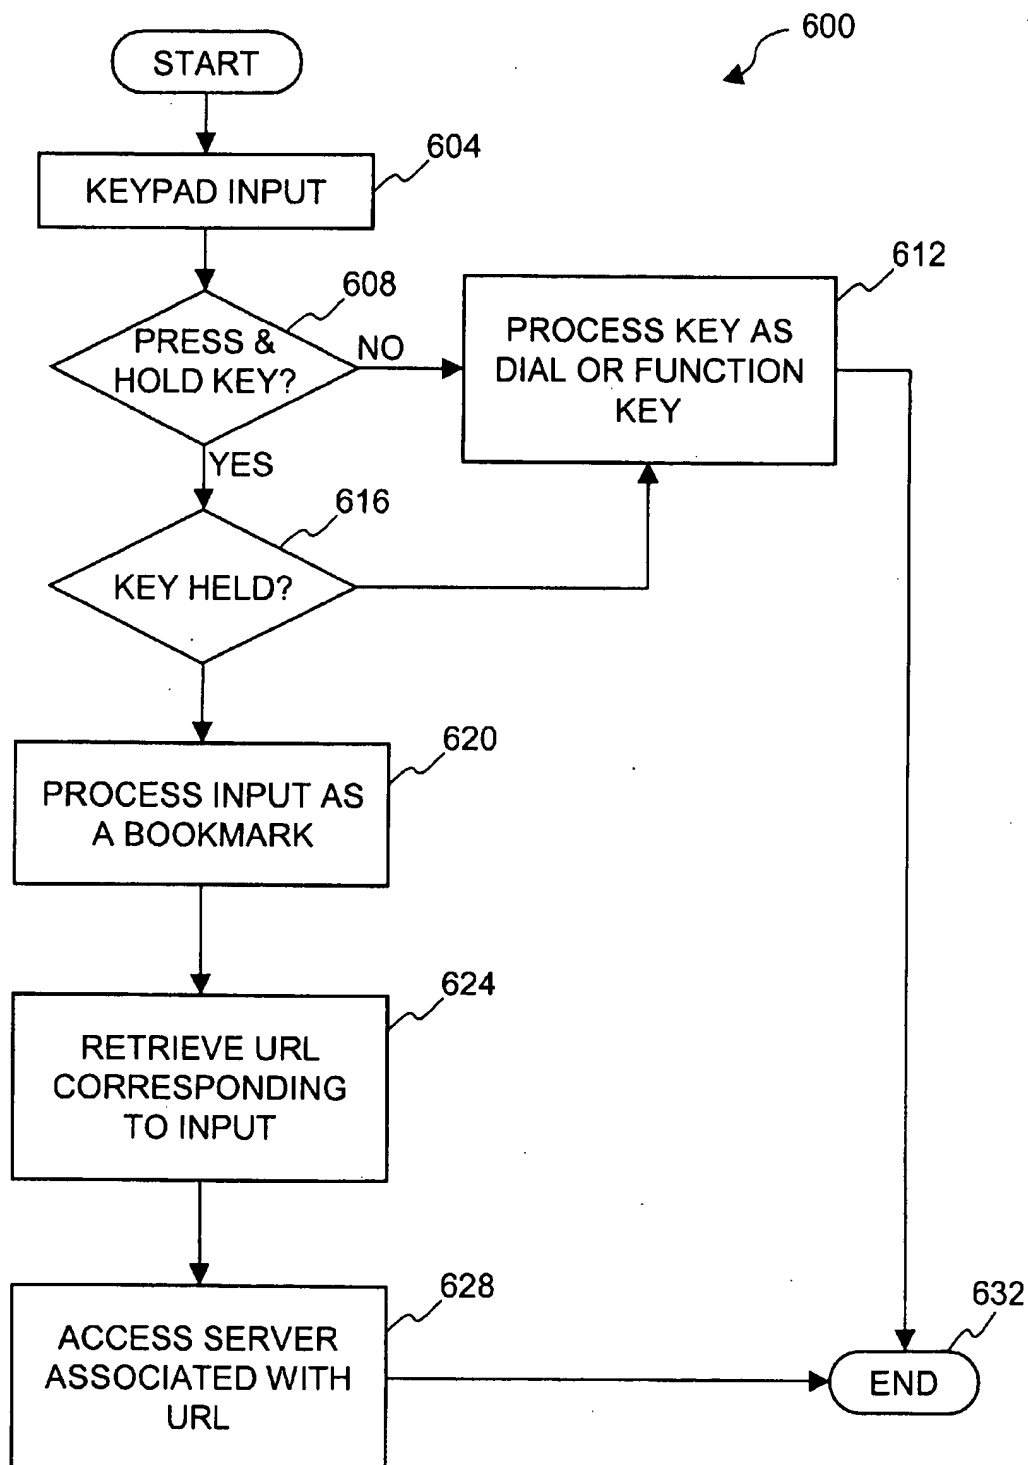 600
START
604
KEYPAD INPUT
608
PRESS &
HOLD KEY?
NO
612
PROCESS KEY AS
DIAL OR FUNCTION
KEY
YES
616
KEY HELD?
620
PROCESS INPUT AS
A BOOKMARK
624
RETRIEVE URL
CORRESPONDING
TO INPUT
628
ACCESS SERVER
ASSOCIATED WITH
URL
632
END